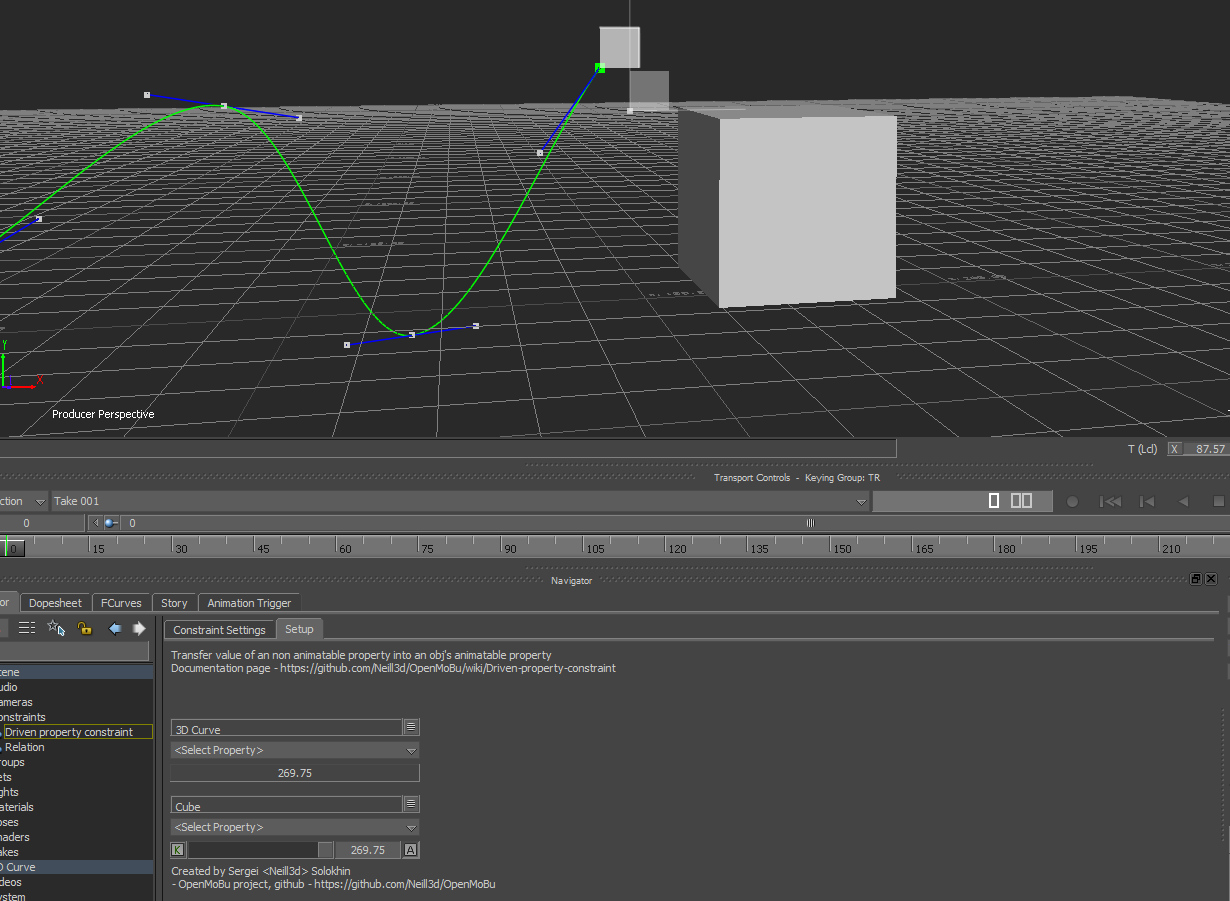 Y
X
Producer Perspective
T (Lcl) X 87.57
Transport Controls - Keying Group: TR
ction Take 001
0 0
0 15 30 45 60 75 90 105 120 135 150 165 180 195 210
Navigator
or Dopesheet FCurves Story Animation Trigger
Constraint Settings Setup
Transfer value of an non animatable property into an obj's animatable property
Documentation page - https://github.com/Neill3d/OpenMoBu/wiki/Driven-property-constraint
cene
udio
ameras
onstraints
Driven property constraint
Relation
roups
ets
ghts
aterials
oses
haders
akes
D Curve
deos
ystem
3D Curve
<Select Property>
269.75
Cube
<Select Property>
K 269.75 A
Created by Sergei <Neill3d> Solokhin
- OpenMoBu project, github - https://github.com/Neill3d/OpenMoBu